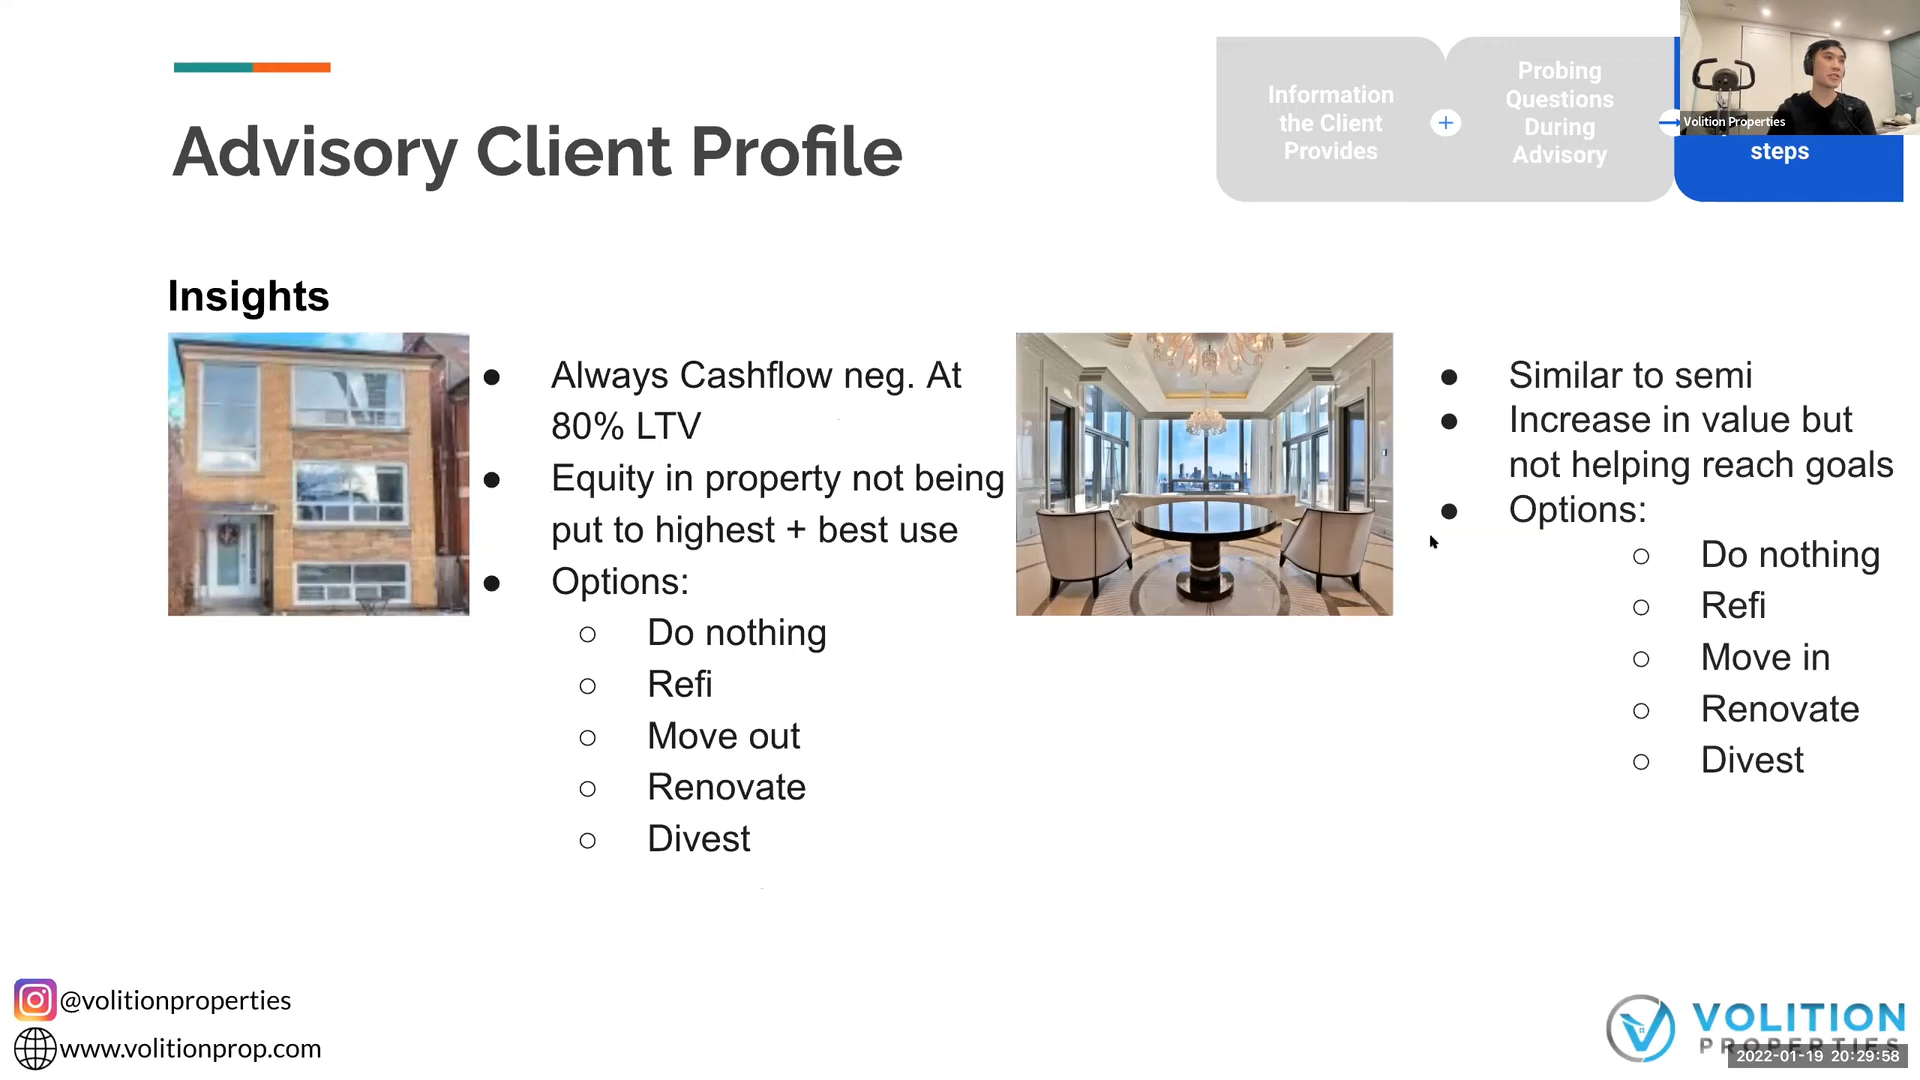 Advisory Client Profile
Information
the Client
Provides
+
Probing
Questions
During
Advisory
steps
Volition Properties
Insights
● Always Cashflow neg. At
80% LTV
● Equity in property not being
put to highest + best use
● Options:
○ Do nothing
○ Refi
○ Move out
○ Renovate
○ Divest
● Similar to semi
● Increase in value but
not helping reach goals
● Options:
○ Do nothing
○ Refi
○ Move in
○ Renovate
○ Divest
@volitionproperties
www.volitionprop.com
VOLITION
PROPERTIES
2022-01-19 20:29:58